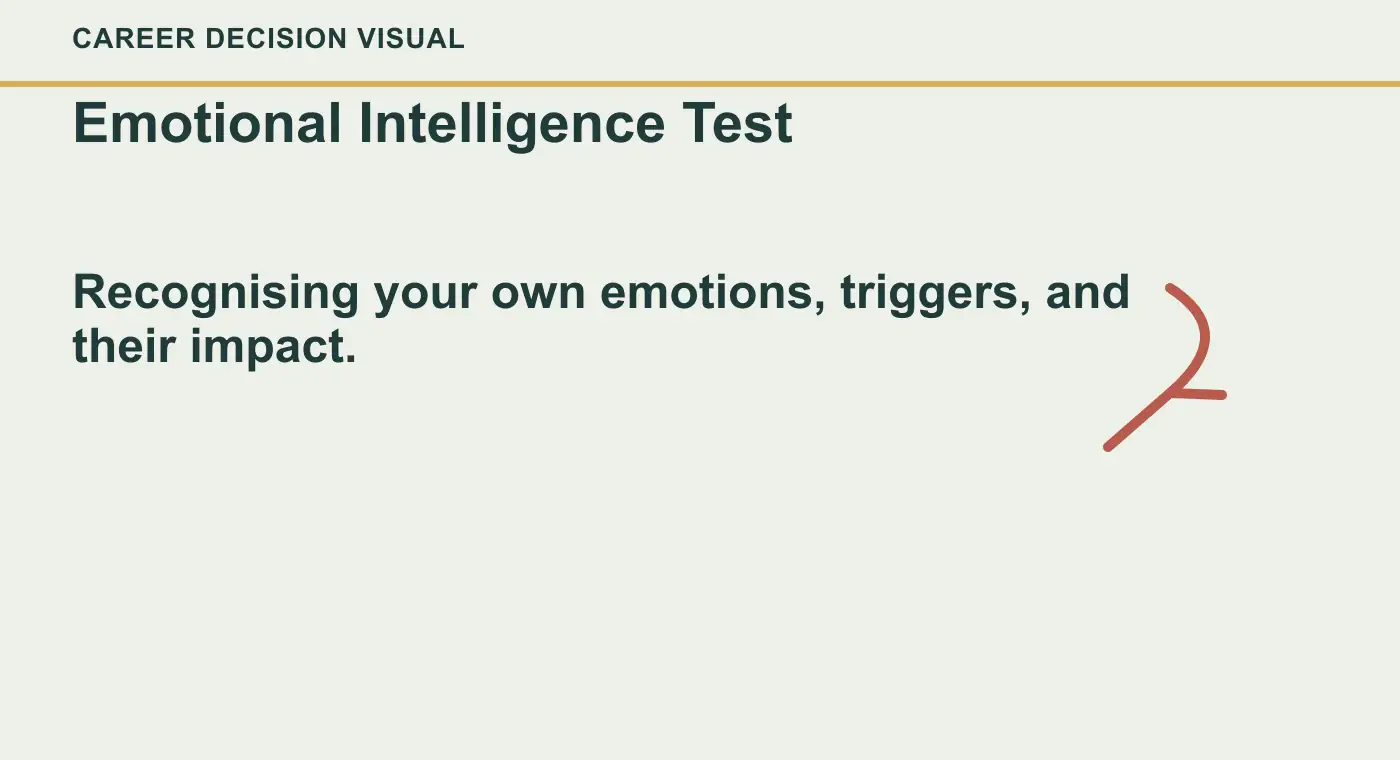 CAREER DECISION VISUAL
Emotional Intelligence Test
Recognising your own emotions, triggers, and
their impact.